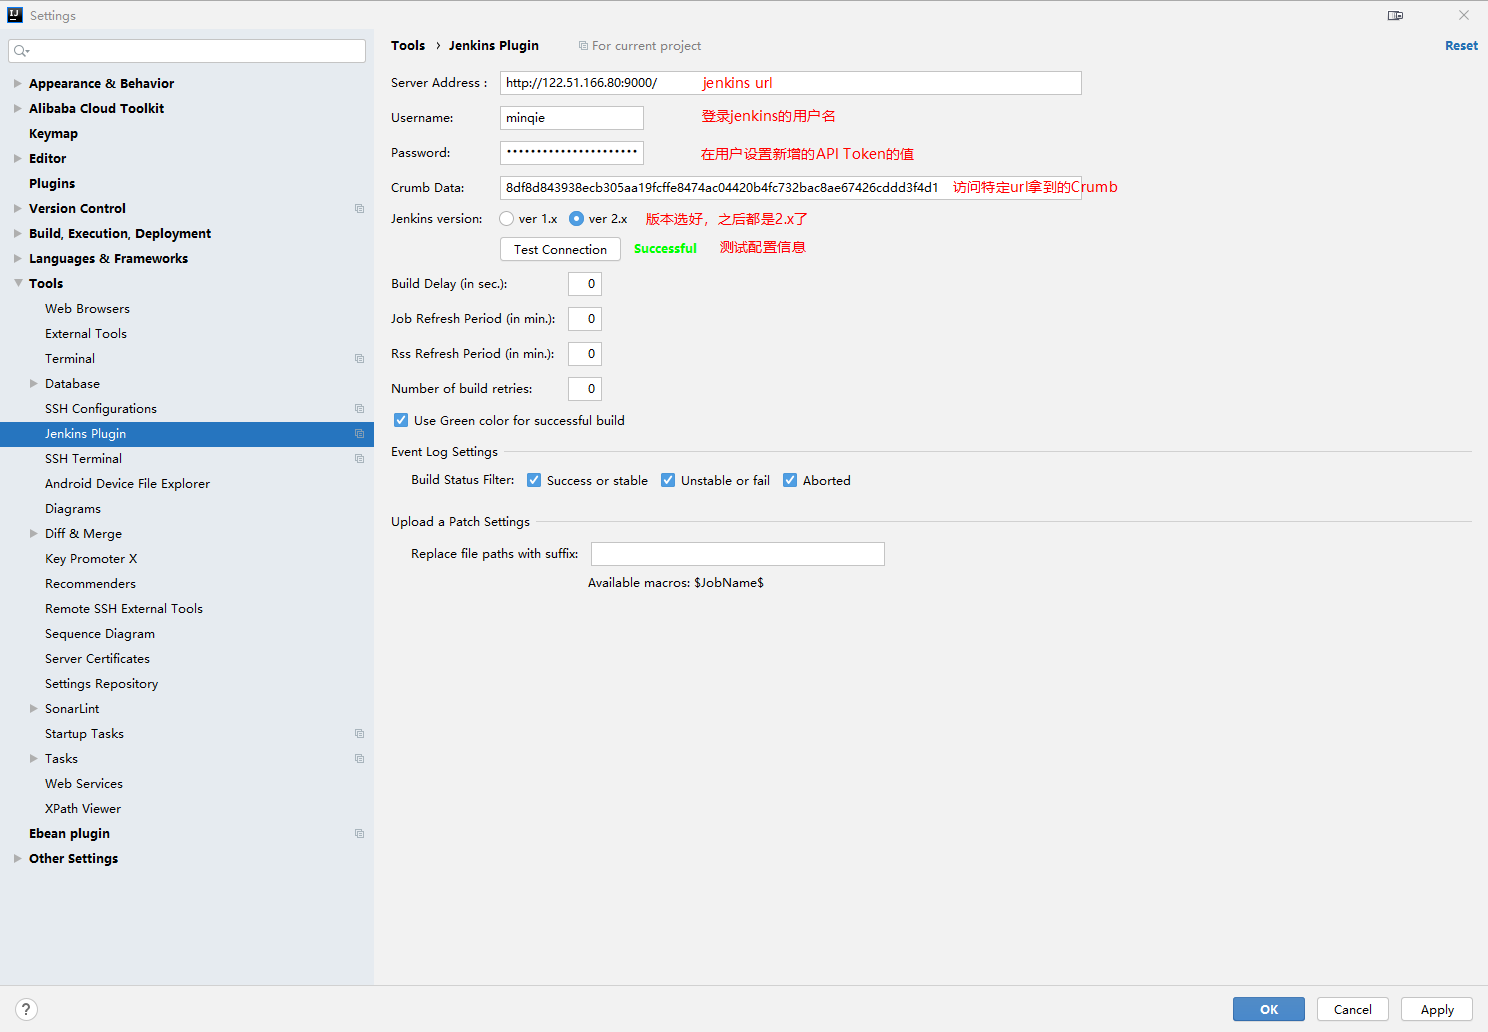 Settings
Appearance & Behavior
Alibaba Cloud Toolkit
Keymap
Editor
Plugins
Version Control
Build, Execution, Deployment
Languages & Frameworks
Tools
Web Browsers
External Tools
Terminal
Database
SSH Configurations
Jenkins Plugin
SSH Terminal
Android Device File Explorer
Diagrams
Diff & Merge
Key Promoter X
Recommenders
Remote SSH External Tools
Sequence Diagram
Server Certificates
Settings Repository
SonarLint
Startup Tasks
Tasks
Web Services
XPath Viewer
Ebean plugin
Other Settings
Tools › Jenkins Plugin For current project Reset
Server Address : http://122.51.166.80:9000/ jenkins url
Username: minqie 登录jenkins的用户名
Password: 在用户设置新增的API Token的值
Crumb Data: 8df8d843938ecb305aa19fcffe8474ac04420b4fc732bac8ae67426cddd3f4d1 访问特定url拿到的Crumb
Jenkins version: ver 1.x ver 2.x 版本选好，之后都是2.x了
Test Connection Successful 测试配置信息
Build Delay (in sec.): 0
Job Refresh Period (in min.): 0
Rss Refresh Period (in min.): 0
Number of build retries: 0
Use Green color for successful build
Event Log Settings
Build Status Filter: Success or stable Unstable or fail Aborted
Upload a Patch Settings
Replace file paths with suffix:
Available macros: $JobName$
? OK Cancel Apply